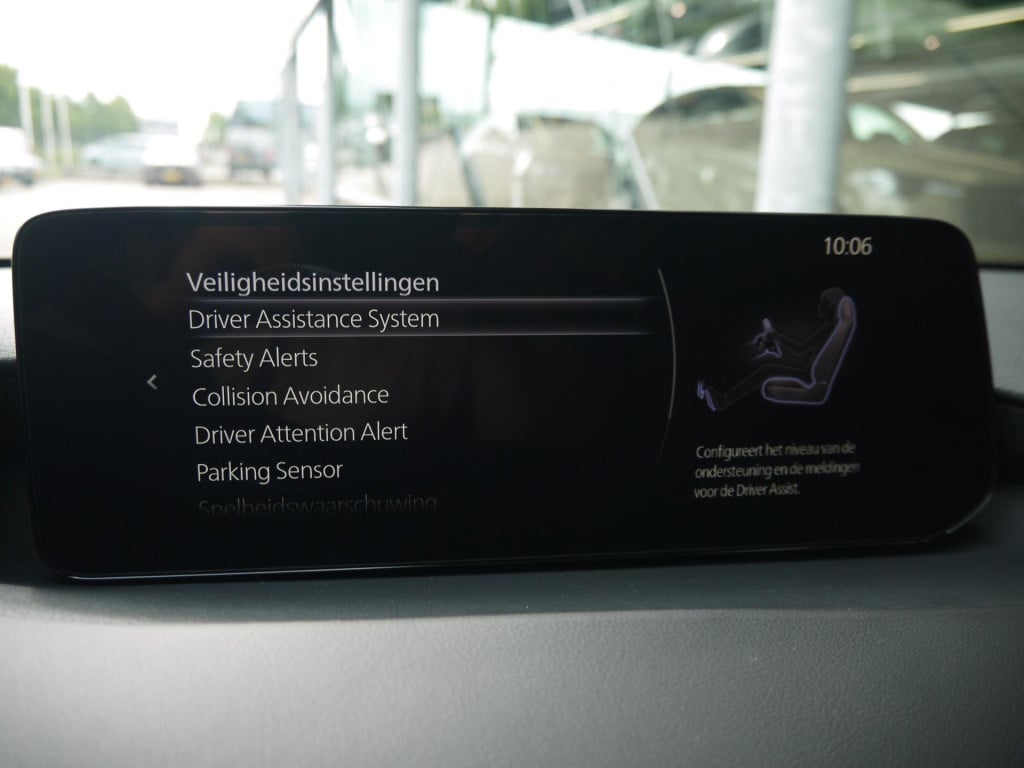 10:06
Veiligheidsinstellingen
Driver Assistance System
Safety Alerts
Collision Avoidance
Driver Attention Alert
Parking Sensor
Snelheidswaarschuwing
Configureert het niveau van de
ondersteuning en de meldingen
voor de Driver Assist.